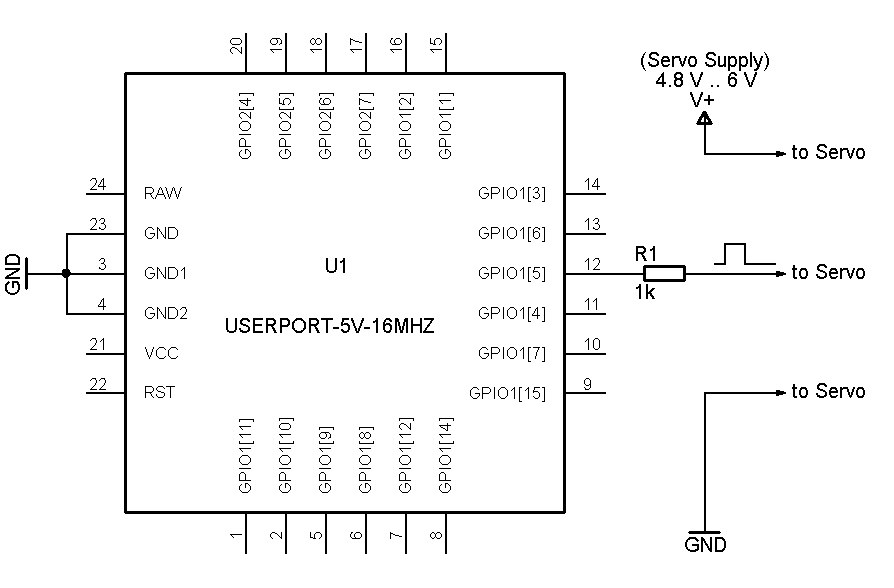 20
19
18
17
16
15
GPIO2[4]
GPIO2[5]
GPIO2[6]
GPIO2[7]
GPIO1[2]
GPIO1[1]
(Servo Supply)
4.8 V .. 6 V
V+
to Servo
24
RAW
GPIO1[3]
14
23
GND
GPIO1[6]
13
GND
3
GND1
U1
GPIO1[5]
12
R1
1k
to Servo
4
GND2
USERPORT-5V-16MHZ
GPIO1[4]
11
21
VCC
GPIO1[7]
10
22
RST
GPIO1[15]
9
to Servo
GPIO1[11]
GPIO1[10]
GPIO1[9]
GPIO1[8]
GPIO1[12]
GPIO1[14]
1
2
5
6
7
8
GND